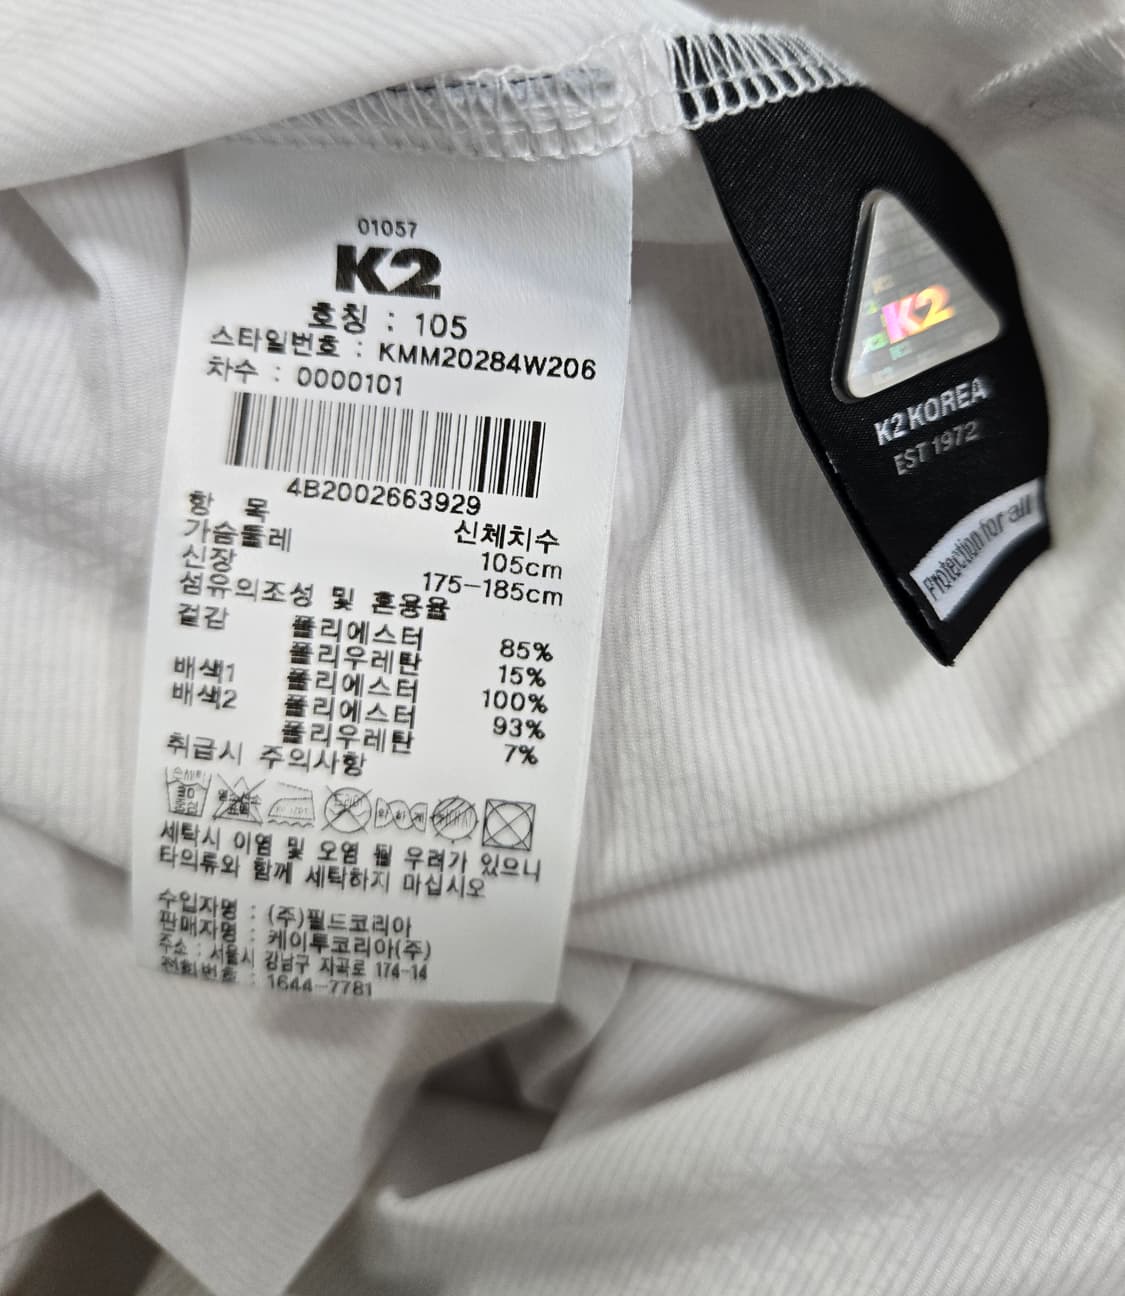 01057
K2
호칭 : 105
스타일번호 : KMM20284W206
차수 : 0000101
4B2002663929
항 목 신체치수
가슴둘레 105cm
신장 175-185cm
섬유의조성 및 혼용율
겉감 폴리에스터 85%
폴리우레탄 15%
배색1 폴리에스터 100%
배색2 폴리에스터 93%
폴리우레탄 7%
취급시 주의사항
세탁시 이염 및 오염 될 우려가 있으니
타의류와 함께 세탁하지 마십시오
수입자명 : (주)필드코리아
판매자명 : 케이투코리아(주)
주소 : 서울시 강남구 자곡로 174-14
전화번호 : 1644-7781
K2
K2 KOREA
EST 1972
Protection for all